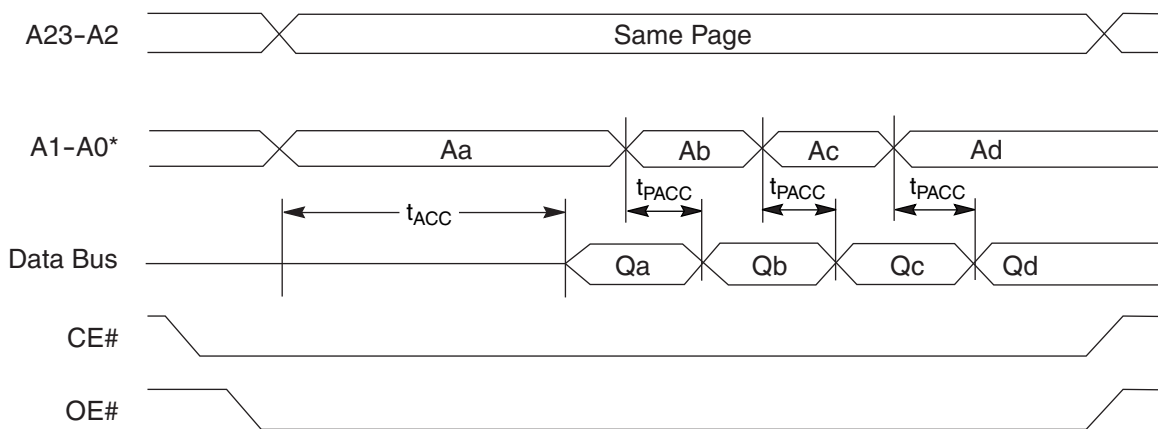 A23-A2
Same Page
A1-A0*
Aa
Ab
Ac
Ad
tACC
tPACC
tPACC
tPACC
Data Bus
Qa
Qb
Qc
Qd
CE#
OE#